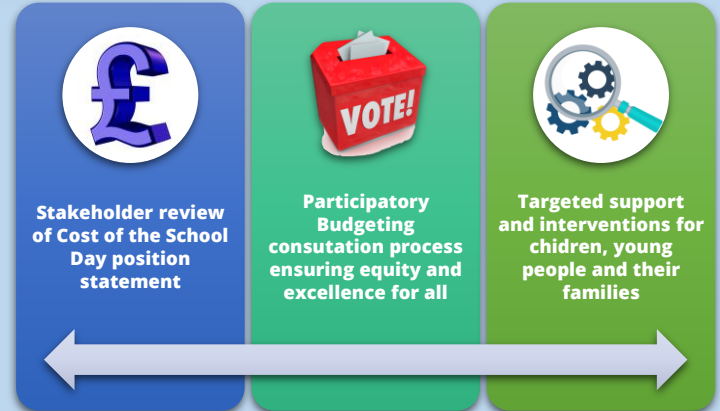 £
VOTE!
Stakeholder review
of Cost of the School
Day position
statement
Participatory
Budgeting
consutation process
ensuring equity and
excellence for all
Targeted support
and interventions for
chidren, young
people and their
families